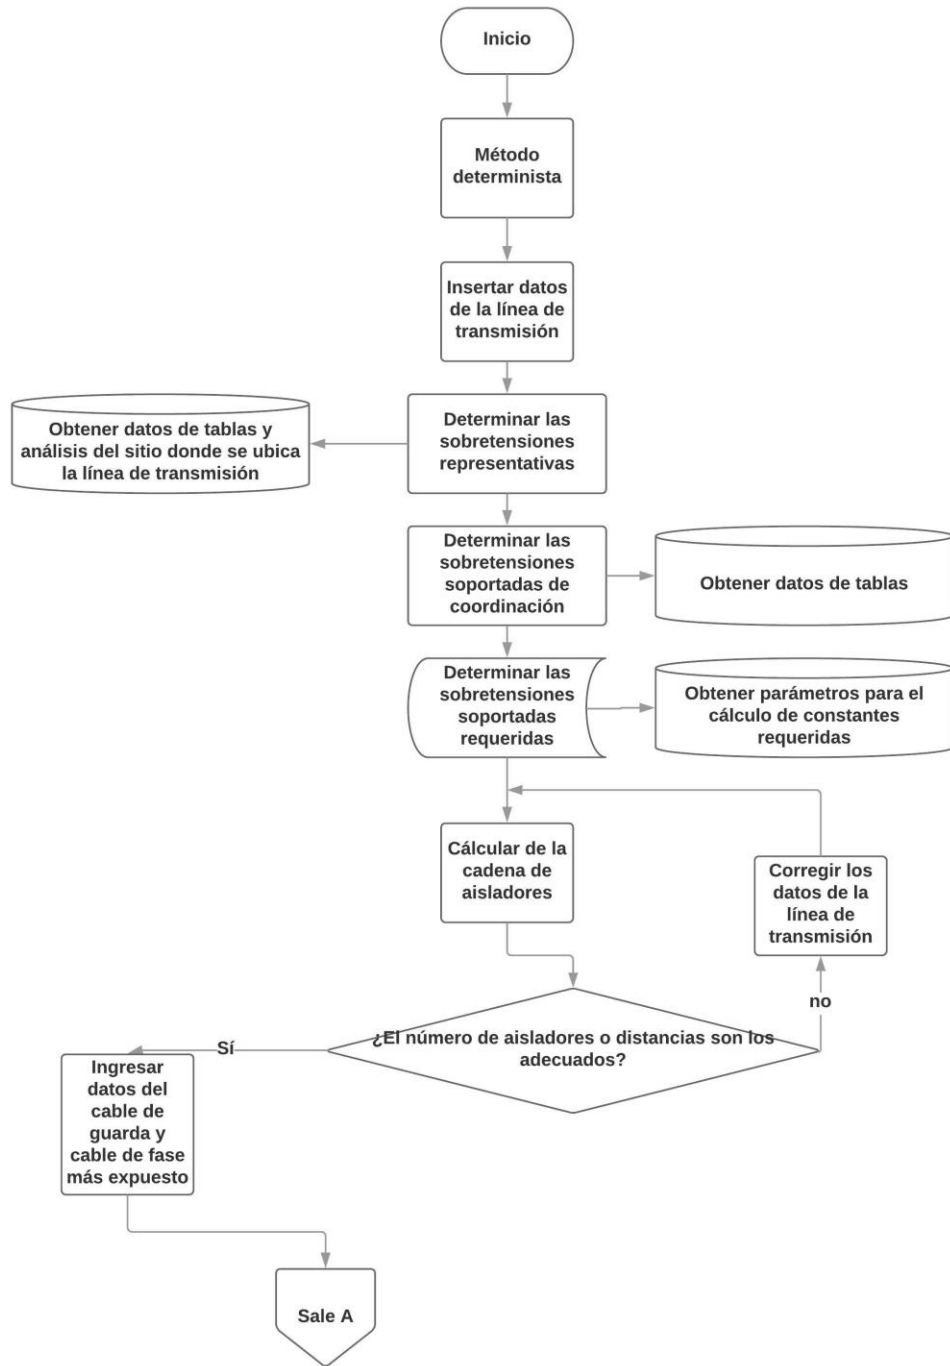 Inicio
Método
determinista
Insertar datos
de la línea de
transmisión
Determinar las
sobretensiones
representativas
Obtener datos de tablas y
análisis del sitio donde se ubica
la línea de transmisión
Determinar las
sobretensiones
soportadas de
coordinación
Obtener datos de tablas
Determinar las
sobretensiones
soportadas
requeridas
Obtener parámetros para el
cálculo de constantes
requeridas
Cálcular de la
cadena de
aisladores
Corregir los
datos de la
línea de
transmisión
no
¿El número de aisladores o distancias son los
adecuados?
Sí
Ingresar
datos del
cable de
guarda y
cable de fase
más expuesto
Sale A